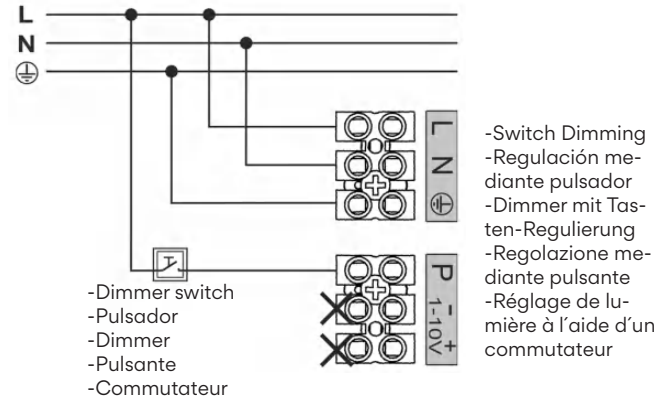 L
N
L
N
P
- +
1-10V
-Switch Dimming
-Regulación me-
diante pulsador
-Dimmer mit Tas-
ten-Regulierung
-Regolazione me-
diante pulsante
-Réglage de lu-
mière à l´aide d´un
commutateur
-Dimmer switch
-Pulsador
-Dimmer
-Pulsante
-Commutateur